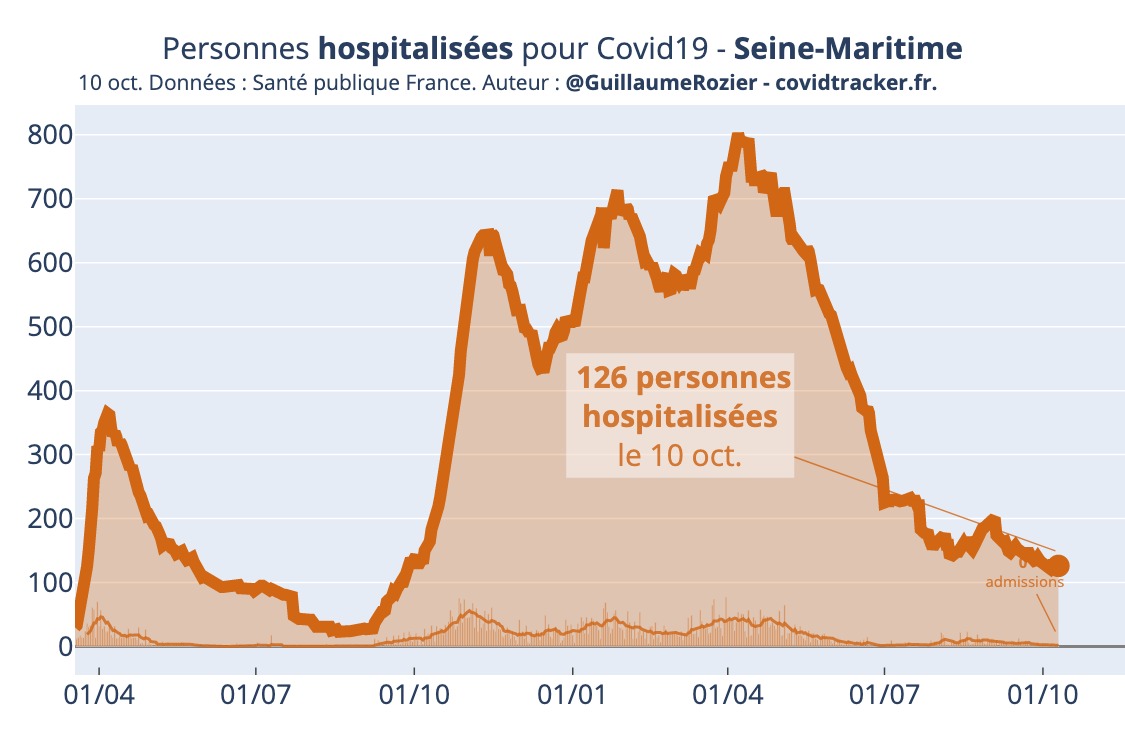 Personnes hospitalisées pour Covid19 - Seine-Maritime
10 oct. Données : Santé publique France. Auteur : @GuillaumeRozier - covidtracker.fr.
800
700
600
500
400
300
200
100
0
126 personnes
hospitalisées
le 10 oct.
admissions
01/04 01/07 01/10 01/01 01/04 01/07 01/10